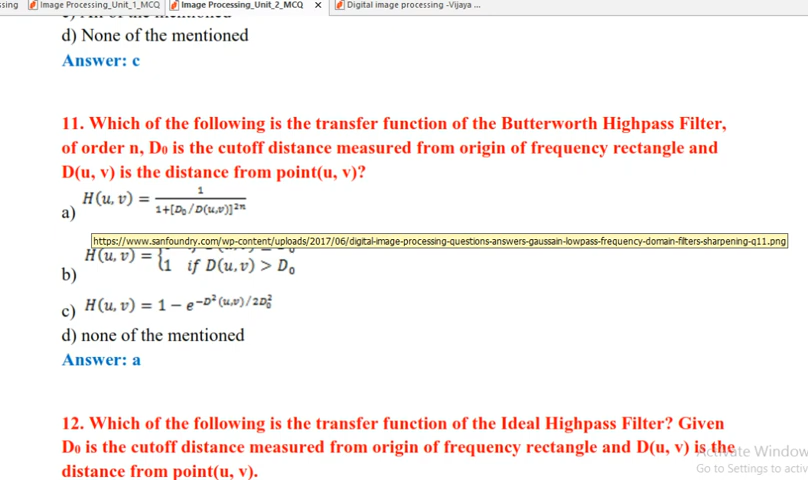 ssing Image Processing_Unit_1_MCQ Image Processing_Unit_2_MCQ × Digital image processing -Vijaya ...
d) None of the mentioned
Answer: c
11. Which of the following is the transfer function of the Butterworth Highpass Filter,
of order n, D0 is the cutoff distance measured from origin of frequency rectangle and
D(u, v) is the distance from point(u, v)?
a) H(u, v) = 1 / 1+[D₀/D(u,v)]²ⁿ
https://www.sanfoundry.com/wp-content/uploads/2017/06/digital-image-processing-questions-answers-gaussian-lowpass-frequency-domain-filters-sharpening-q11.png
b) H(u, v) = { 1 if D(u,v) > D₀
c) H(u, v) = 1 − e^−D²(u,v)/2D₀²
d) none of the mentioned
Answer: a
12. Which of the following is the transfer function of the Ideal Highpass Filter? Given
D0 is the cutoff distance measured from origin of frequency rectangle and D(u, v) is the
distance from point(u, v).
Activate Window
Go to Settings to activ